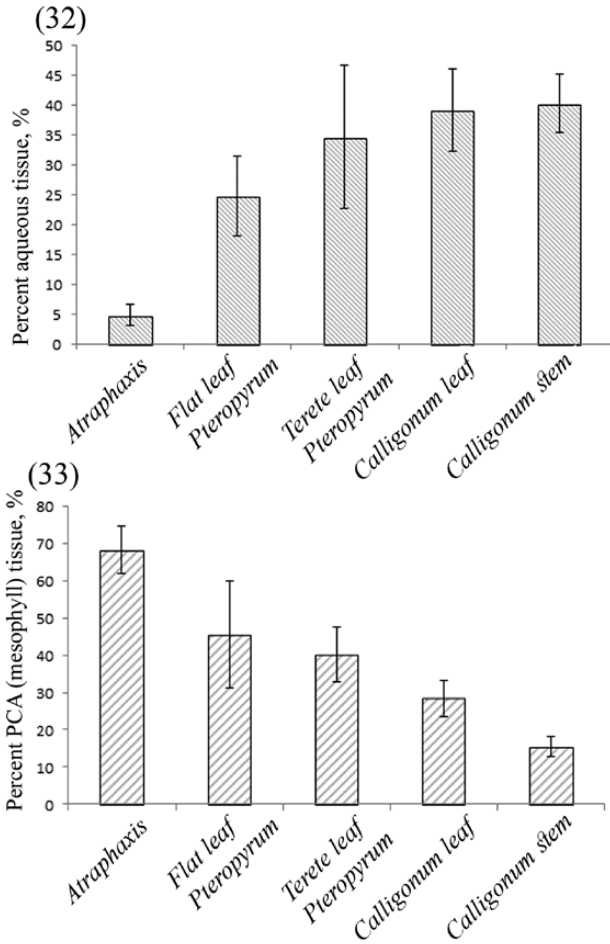 (32)
Percent aqueous tissue, %
50
45
40
35
30
25
20
15
10
5
0
Atraphaxis
Flat leaf
Pteropyrum
Terete leaf
Pteropyrum
Calligonum leaf
Calligonum stem
(33)
Percent PCA (mesophyll) tissue, %
80
70
60
50
40
30
20
10
0
Atraphaxis
Flat leaf
Pteropyrum
Terete leaf
Pteropyrum
Calligonum leaf
Calligonum stem